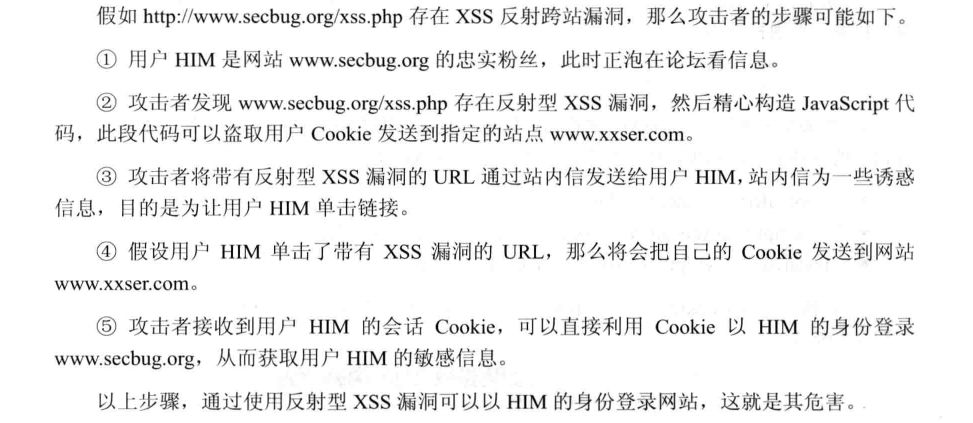 假如 http://www.secbug.org/xss.php 存在 XSS 反射跨站漏洞，那么攻击者的步骤可能如下。
① 用户 HIM 是网站 www.secbug.org 的忠实粉丝，此时正泡在论坛看信息。
② 攻击者发现 www.secbug.org/xss.php 存在反射型 XSS 漏洞，然后精心构造 JavaScript 代
码，此段代码可以盗取用户 Cookie 发送到指定的站点 www.xxser.com。
③ 攻击者将带有反射型 XSS 漏洞的 URL 通过站内信发送给用户 HIM，站内信为一些诱惑
信息，目的是为让用户 HIM 单击链接。
④ 假设用户 HIM 单击了带有 XSS 漏洞的 URL，那么将会把自己的 Cookie 发送到网站
www.xxser.com。
⑤ 攻击者接收到用户 HIM 的会话 Cookie，可以直接利用 Cookie 以 HIM 的身份登录
www.secbug.org，从而获取用户 HIM 的敏感信息。
以上步骤，通过使用反射型 XSS 漏洞可以以 HIM 的身份登录网站，这就是其危害。